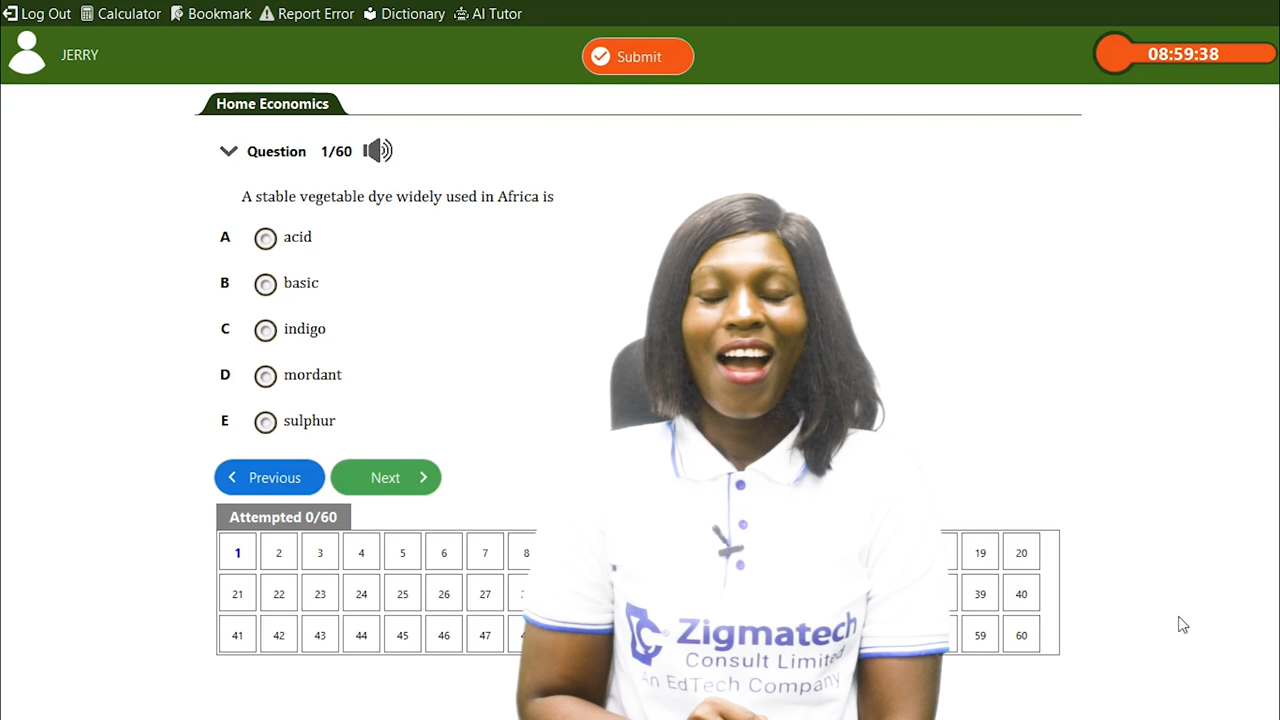 Log Out Calculator Bookmark Report Error Dictionary AI Tutor
JERRY
Submit
08:59:38
Home Economics
Question 1/60
A stable vegetable dye widely used in Africa is
A acid
B basic
C indigo
D mordant
E sulphur
Previous Next
Attempted 0/60
1 2 3 4 5 6 7 8 19 20
21 22 23 24 25 26 27 39 40
41 42 43 44 45 46 47 59 60
Zigmatech
Consult Limited
An EdTech Company